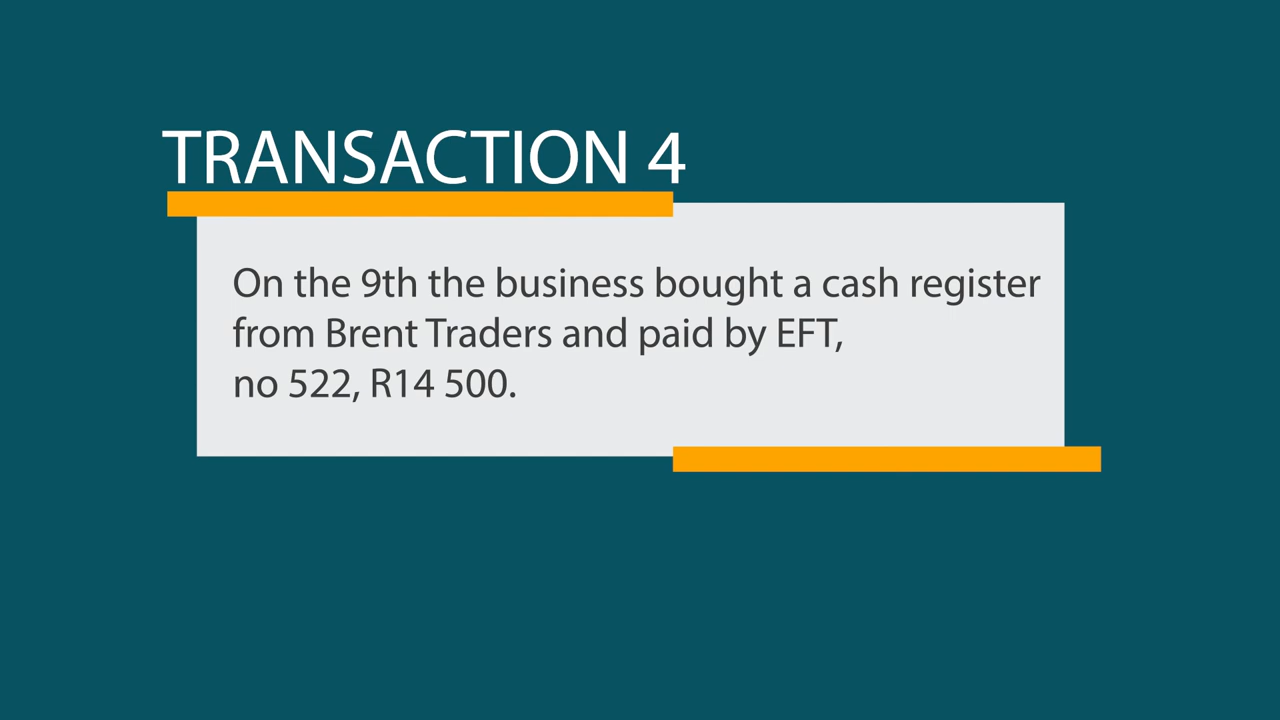 TRANSACTION 4
On the 9th the business bought a cash register
from Brent Traders and paid by EFT,
no 522, R14 500.